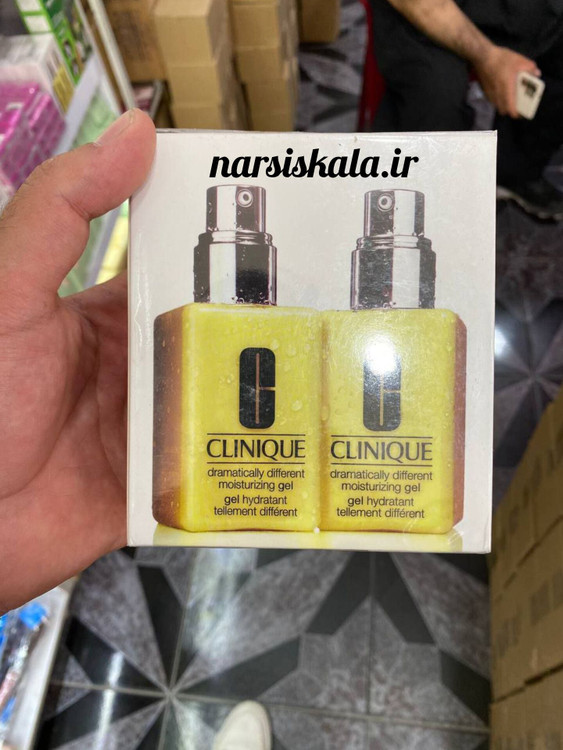 narsiskala.ir
CLINIQUE
dramatically different
moisturizing gel
gel hydratant
tellement différent
CLINIQUE
dramatically different
moisturizing gel
gel hydratant
tellement différent